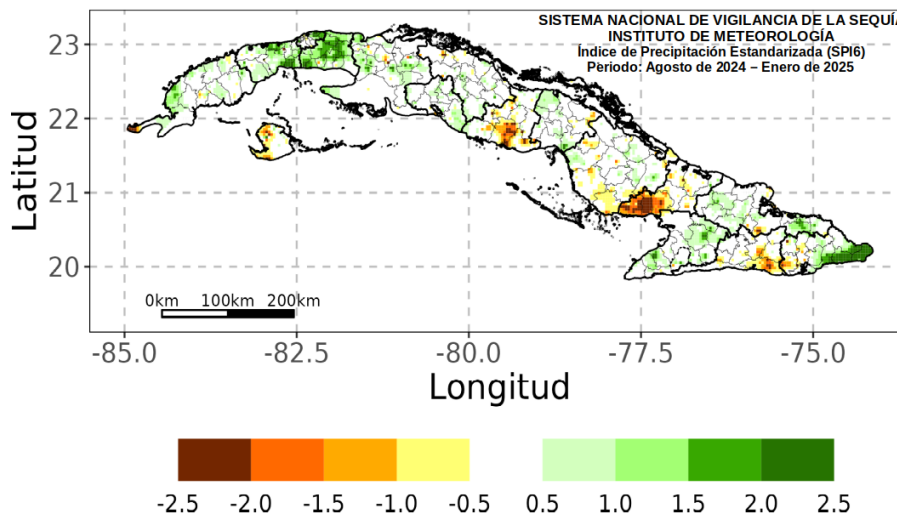 SISTEMA NACIONAL DE VIGILANCIA DE LA SEQUÍA
INSTITUTO DE METEOROLOGÍA
Índice de Precipitación Estandarizada (SPI6)
Periodo: Agosto de 2024 – Enero de 2025
23
22
21
20
Latitud
0km 100km 200km
-85.0 -82.5 -80.0 -77.5 -75.0
Longitud
-2.5 -2.0 -1.5 -1.0 -0.5 0.5 1.0 1.5 2.0 2.5